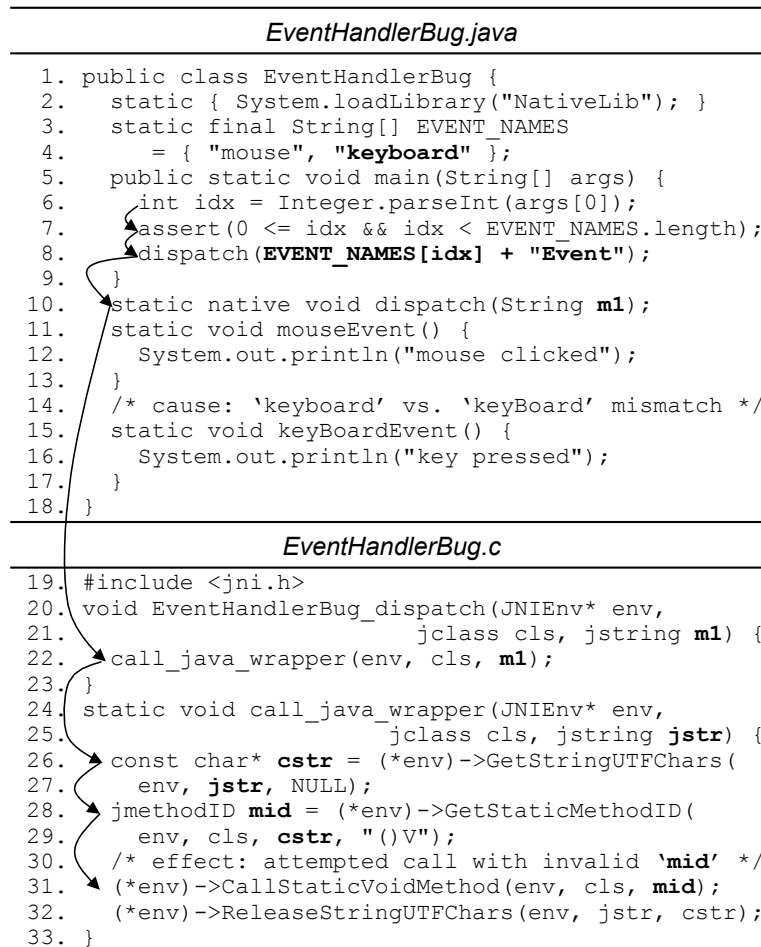 EventHandlerBug.java
1. public class EventHandlerBug {
2.   static { System.loadLibrary("NativeLib"); }
3.   static final String[] EVENT_NAMES
4.     = { "mouse", "keyboard" };
5.   public static void main(String[] args) {
6.     int idx = Integer.parseInt(args[0]);
7.     assert(0 <= idx && idx < EVENT_NAMES.length);
8.     dispatch(EVENT_NAMES[idx] + "Event");
9.   }
10.   static native void dispatch(String m1);
11.   static void mouseEvent() {
12.     System.out.println("mouse clicked");
13.   }
14.   /* cause: ‘keyboard’ vs. ‘keyBoard’ mismatch */
15.   static void keyBoardEvent() {
16.     System.out.println("key pressed");
17.   }
18. }
EventHandlerBug.c
19. #include <jni.h>
20. void EventHandlerBug_dispatch(JNIEnv* env,
21.                         jclass cls, jstring m1) {
22.   call_java_wrapper(env, cls, m1);
23. }
24. static void call_java_wrapper(JNIEnv* env,
25.                       jclass cls, jstring jstr) {
26.   const char* cstr = (*env)->GetStringUTFChars(
27.     env, jstr, NULL);
28.   jmethodID mid = (*env)->GetStaticMethodID(
29.     env, cls, cstr, "()V");
30.   /* effect: attempted call with invalid ‘mid’ */
31.   (*env)->CallStaticVoidMethod(env, cls, mid);
32.   (*env)->ReleaseStringUTFChars(env, jstr, cstr);
33. }